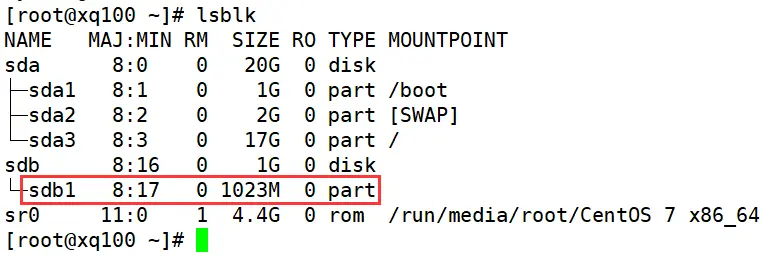 [root@xq100 ~]# lsblk
NAME   MAJ:MIN RM  SIZE RO TYPE MOUNTPOINT
sda      8:0    0   20G  0 disk
├─sda1   8:1    0    1G  0 part /boot
├─sda2   8:2    0    2G  0 part [SWAP]
└─sda3   8:3    0   17G  0 part /
sdb      8:16   0    1G  0 disk
└─sdb1   8:17   0 1023M  0 part
sr0     11:0    1  4.4G  0 rom  /run/media/root/CentOS 7 x86_64
[root@xq100 ~]#